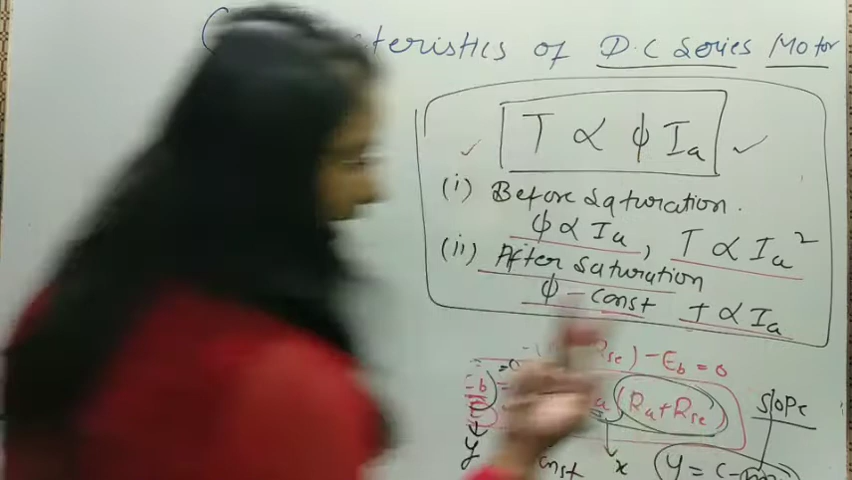 teristics of D.C Series Motor
T ∝ ϕ Ia
(i) Before Saturation.
ϕ ∝ Ia, T ∝ Ia²
(ii) After Saturation
ϕ - const T ∝ Ia
Rse) - Eb = 0
(Ra + Rse)
slope
y
const x y = c - m